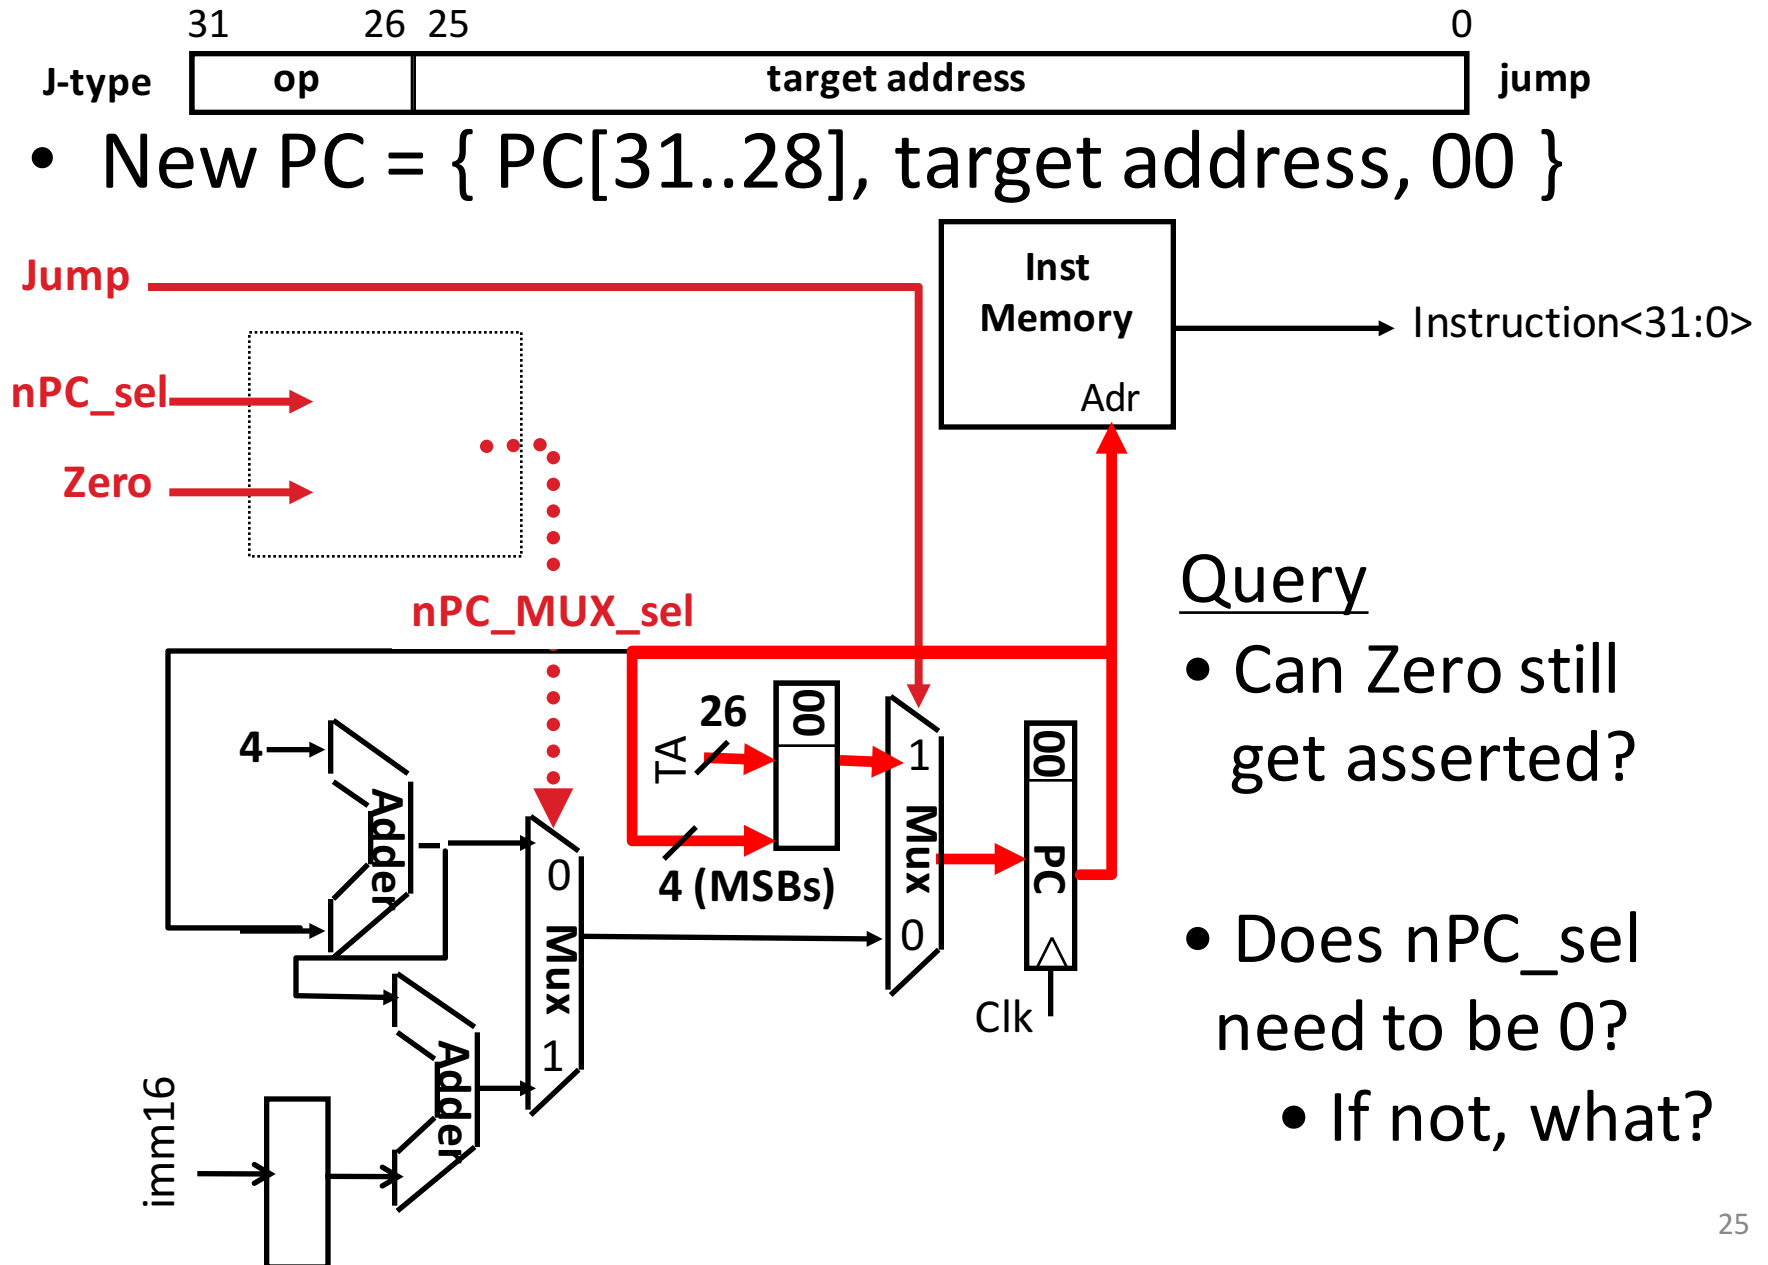 31 26 25 0
J-type op target address jump
• New PC = { PC[31..28], target address, 00 }
Jump
Inst
Memory
Adr
Instruction<31:0>
nPC_sel
Zero
nPC_MUX_sel
Query
• Can Zero still
get asserted?
• Does nPC_sel
need to be 0?
• If not, what?
4
Adder
0
Mux
1
TA
26
00
4 (MSBs)
1
Mux
0
00
PC
Clk
Adder
imm16
25